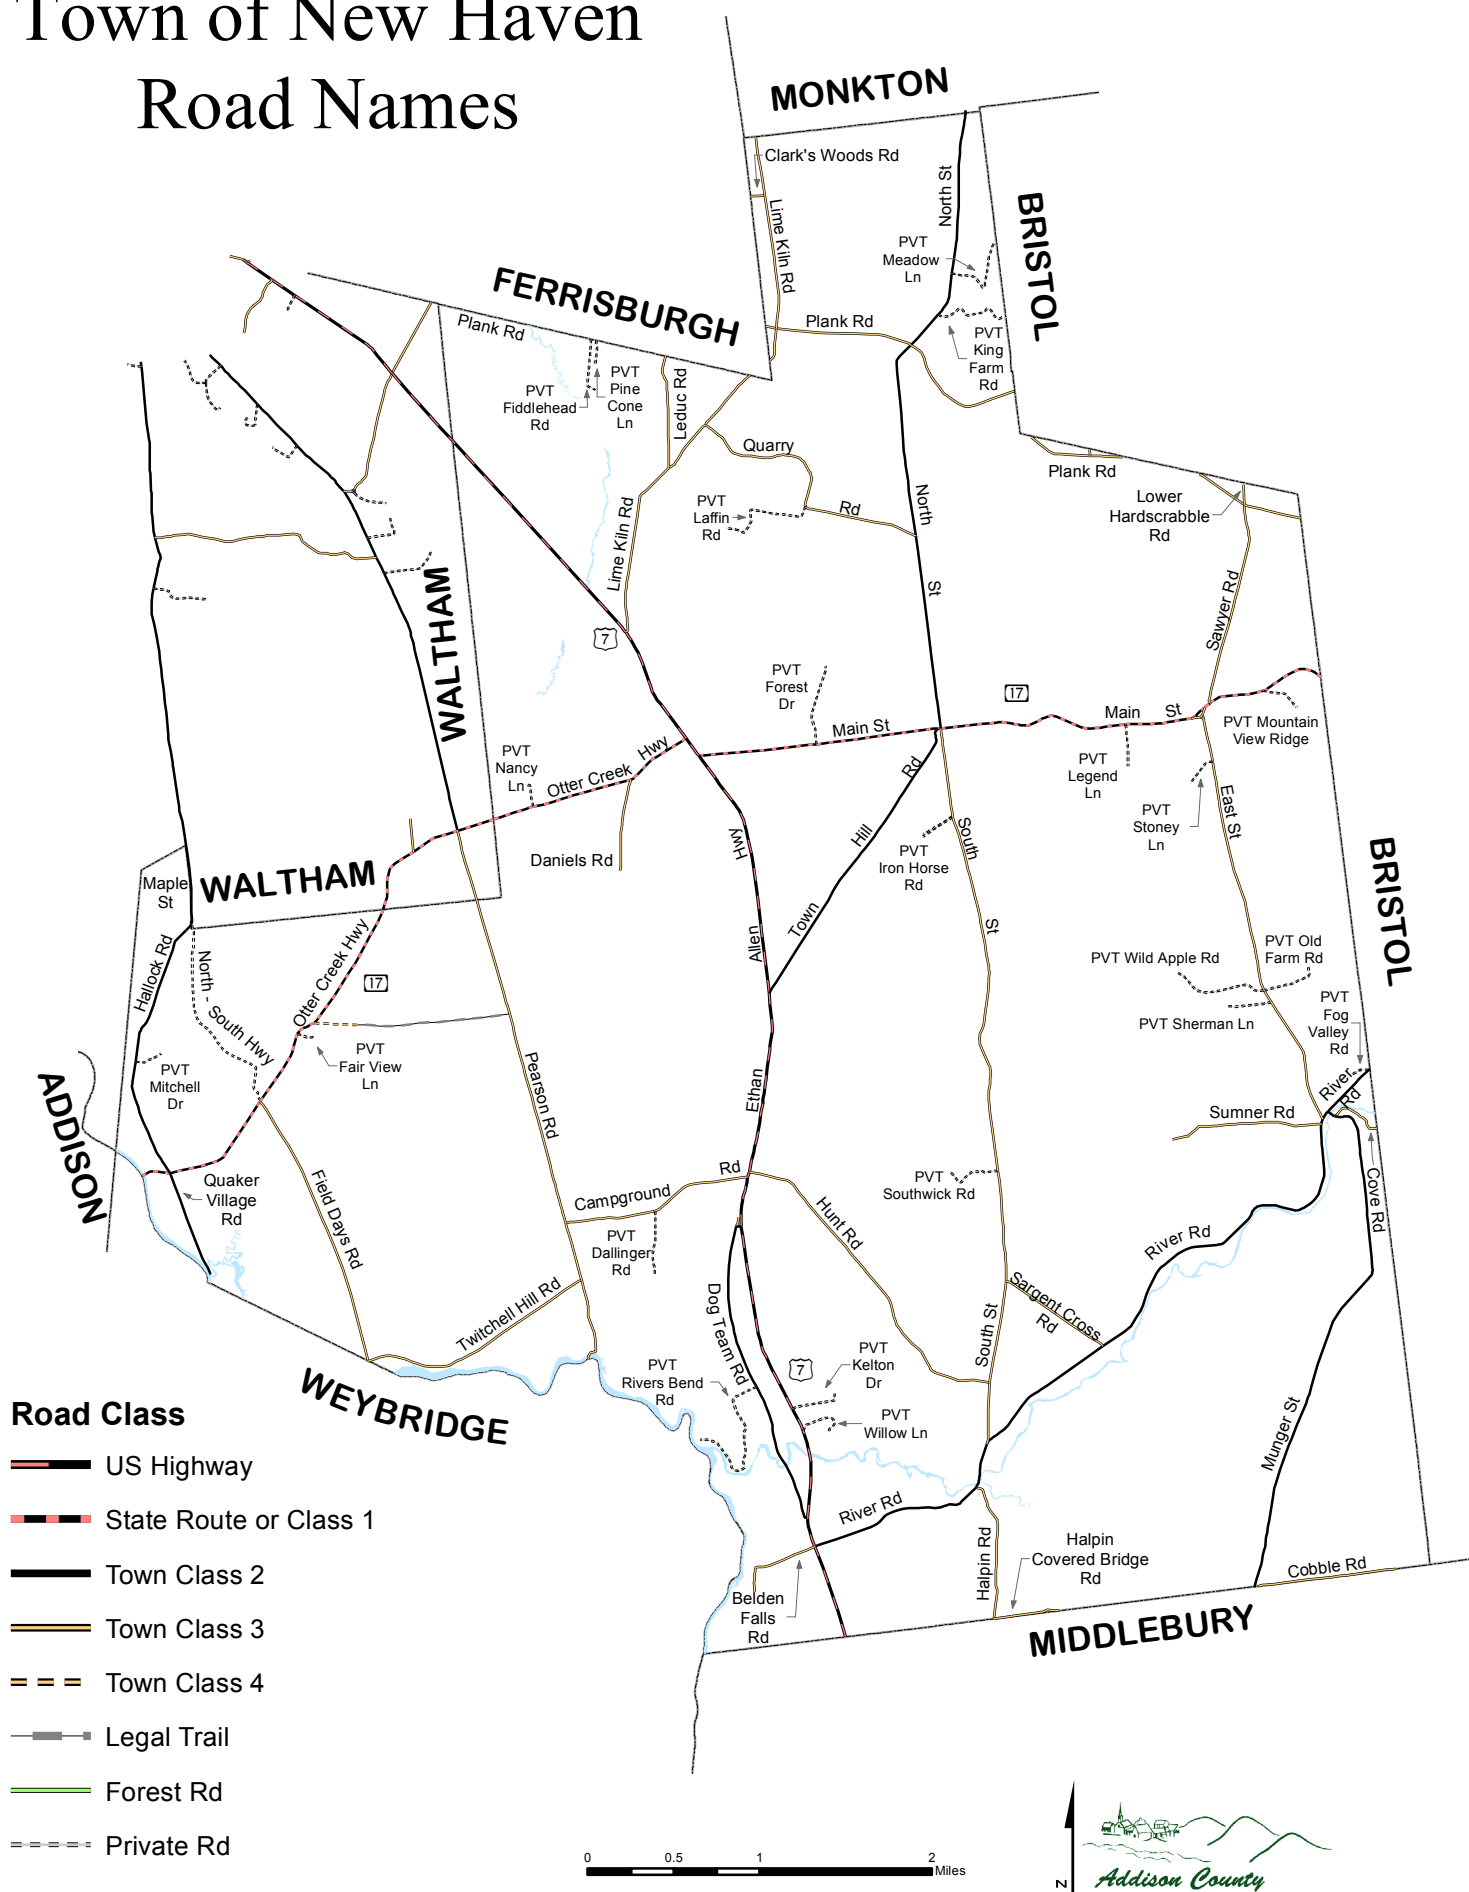 Town of New Haven
Road Names
MONKTON
Clark's Woods Rd
North St
Lime Kiln Rd
BRISTOL
PVT
Meadow
Ln
FERRISBURGH
Plank Rd
Plank Rd
PVT
King
Farm
Rd
PVT
Fiddlehead
Rd
PVT
Pine
Cone
Ln
Leduc Rd
Quarry
Rd
Plank Rd
Lower
Hardscrabble
Rd
PVT
Laffin
Rd
North
St
Lime Kiln Rd
Sawyer Rd
WALTHAM
7
PVT
Forest
Dr
17
Main St
Main
St
PVT Mountain
View Ridge
PVT
Nancy
Ln
Otter Creek
Hwy
Rd
PVT
Legend
Ln
PVT
Stoney
Ln
East St
Hwy
Hill
South
PVT
Iron Horse
Rd
Daniels Rd
BRISTOL
Maple
St
WALTHAM
Town
St
Allen
Hallock Rd
North - South Hwy
Otter Creek Hwy
17
PVT Wild Apple Rd
PVT Old
Farm Rd
PVT Sherman Ln
PVT
Fog
Valley
Rd
PVT
Fair View
Ln
PVT
Mitchell
Dr
Pearson Rd
Ethan
River
Rd
Sumner Rd
ADDISON
Quaker
Village
Rd
Field Days Rd
Campground
Rd
PVT
Southwick Rd
Cove Rd
Hunt Rd
PVT
Dallinger
Rd
River Rd
Twitchell Hill Rd
Dog Team Rd
Sargent Cross
Rd
South St
PVT
Kelton
Dr
7
PVT
Rivers Bend
Rd
PVT
Willow Ln
WEYBRIDGE
Munger St
River Rd
Halpin Rd
Halpin
Covered Bridge
Rd
Cobble Rd
Belden
Falls
Rd
MIDDLEBURY
Road Class
US Highway
State Route or Class 1
Town Class 2
Town Class 3
Town Class 4
Legal Trail
Forest Rd
Private Rd
0
0.5
1
2
Miles
N
Addison County